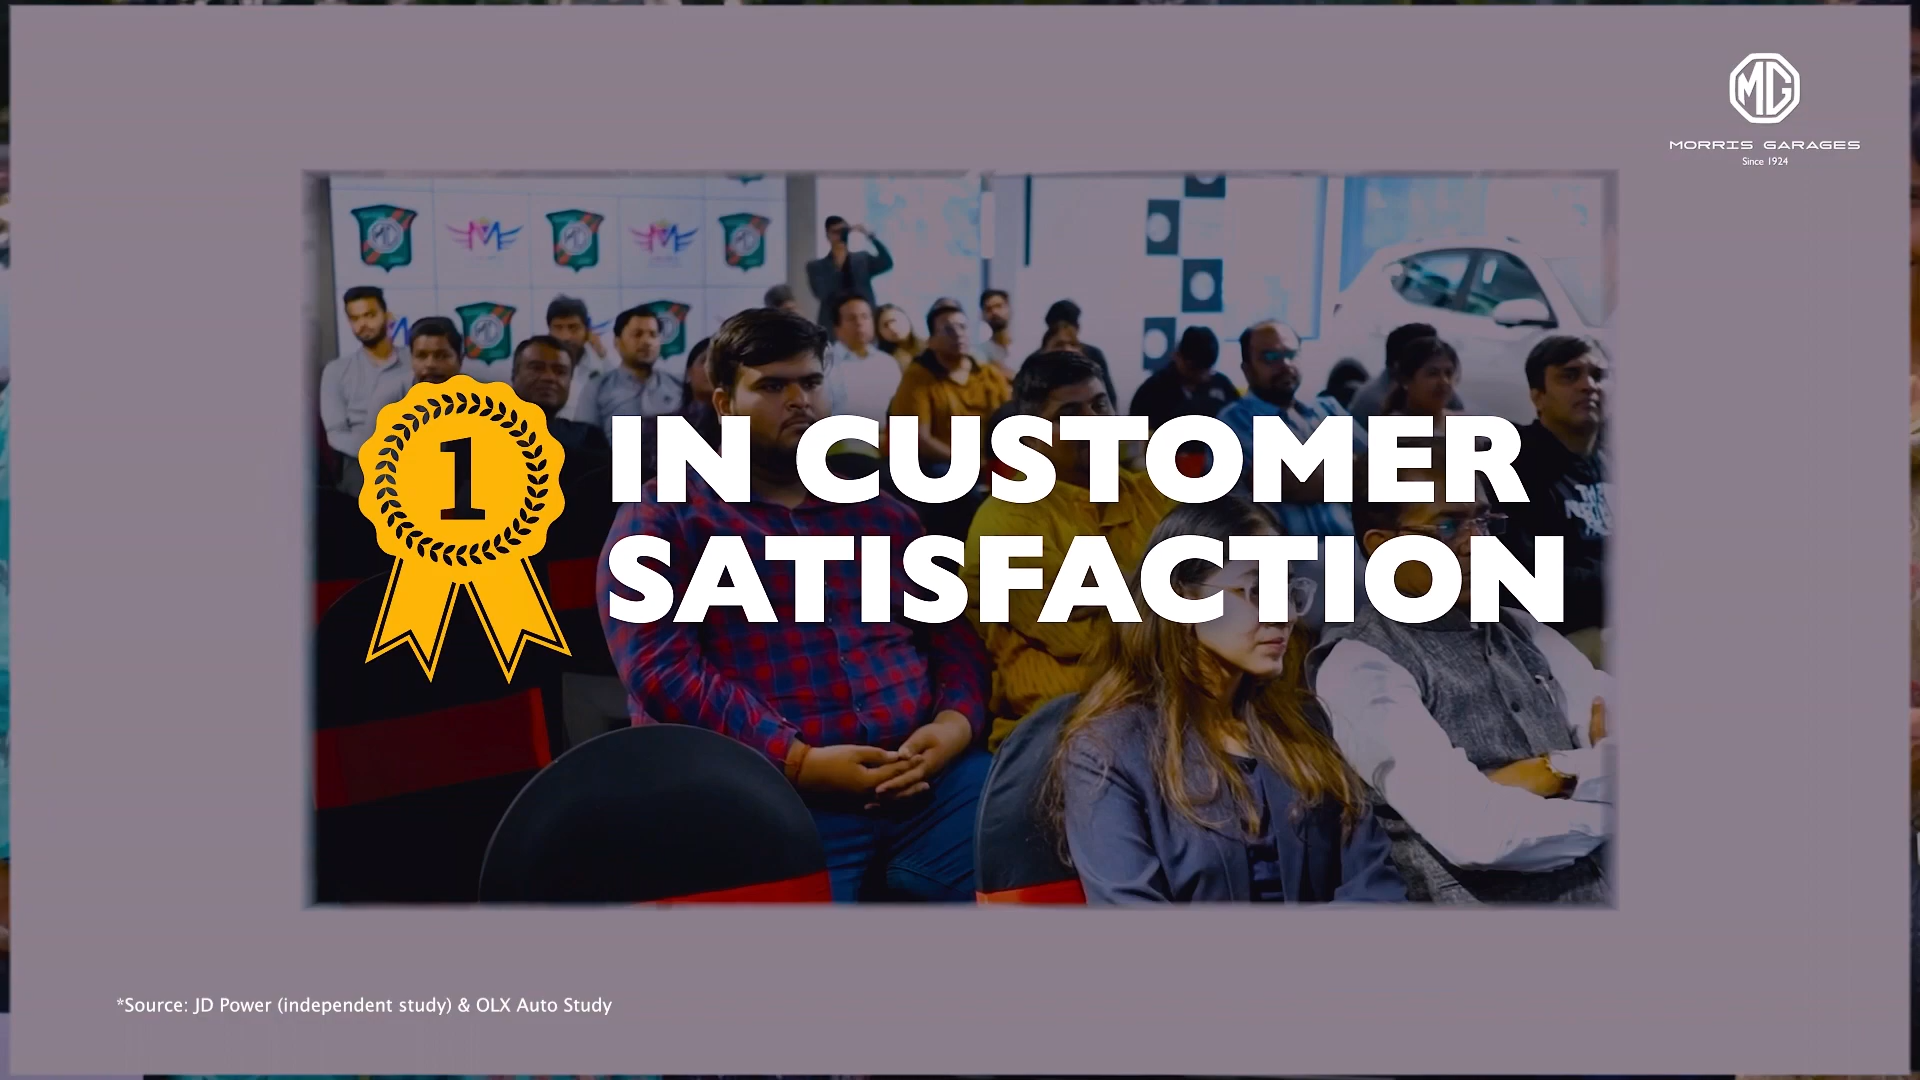 MG
MORRIS GARAGES
Since 1924
1
IN CUSTOMER
SATISFACTION
*Source: JD Power (independent study) & OLX Auto Study